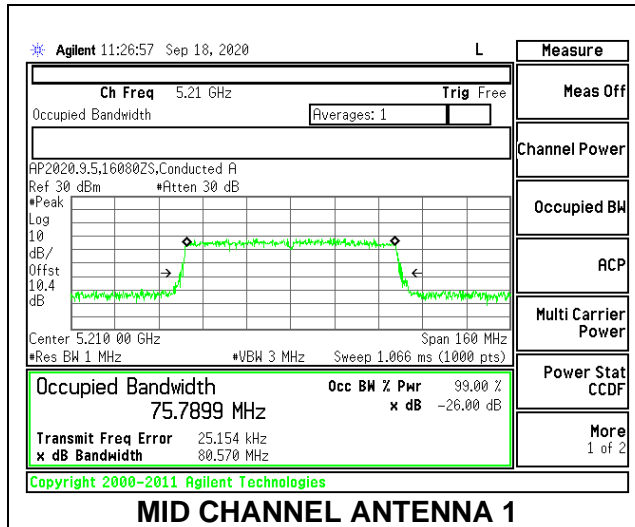 Agilent 11:26:57 Sep 18, 2020 L
Measure
Ch Freq 5.21 GHz Trig Free
Meas Off
Occupied Bandwidth Averages: 1
Channel Power
AP2020.9.5,16080ZS,Conducted A
Ref 30 dBm #Atten 30 dB
#Peak
Log
10
dB/
Offst
10.4
dB
Occupied BW
ACP
Center 5.210 00 GHz Span 160 MHz
#Res BW 1 MHz #VBW 3 MHz Sweep 1.066 ms (1000 pts)
Multi Carrier
Power
Occupied Bandwidth Occ BW % Pwr 99.00 %
75.7899 MHz x dB -26.00 dB
Power Stat
CCDF
Transmit Freq Error 25.154 kHz
x dB Bandwidth 80.570 MHz
More
1 of 2
Copyright 2000-2011 Agilent Technologies
MID CHANNEL ANTENNA 1